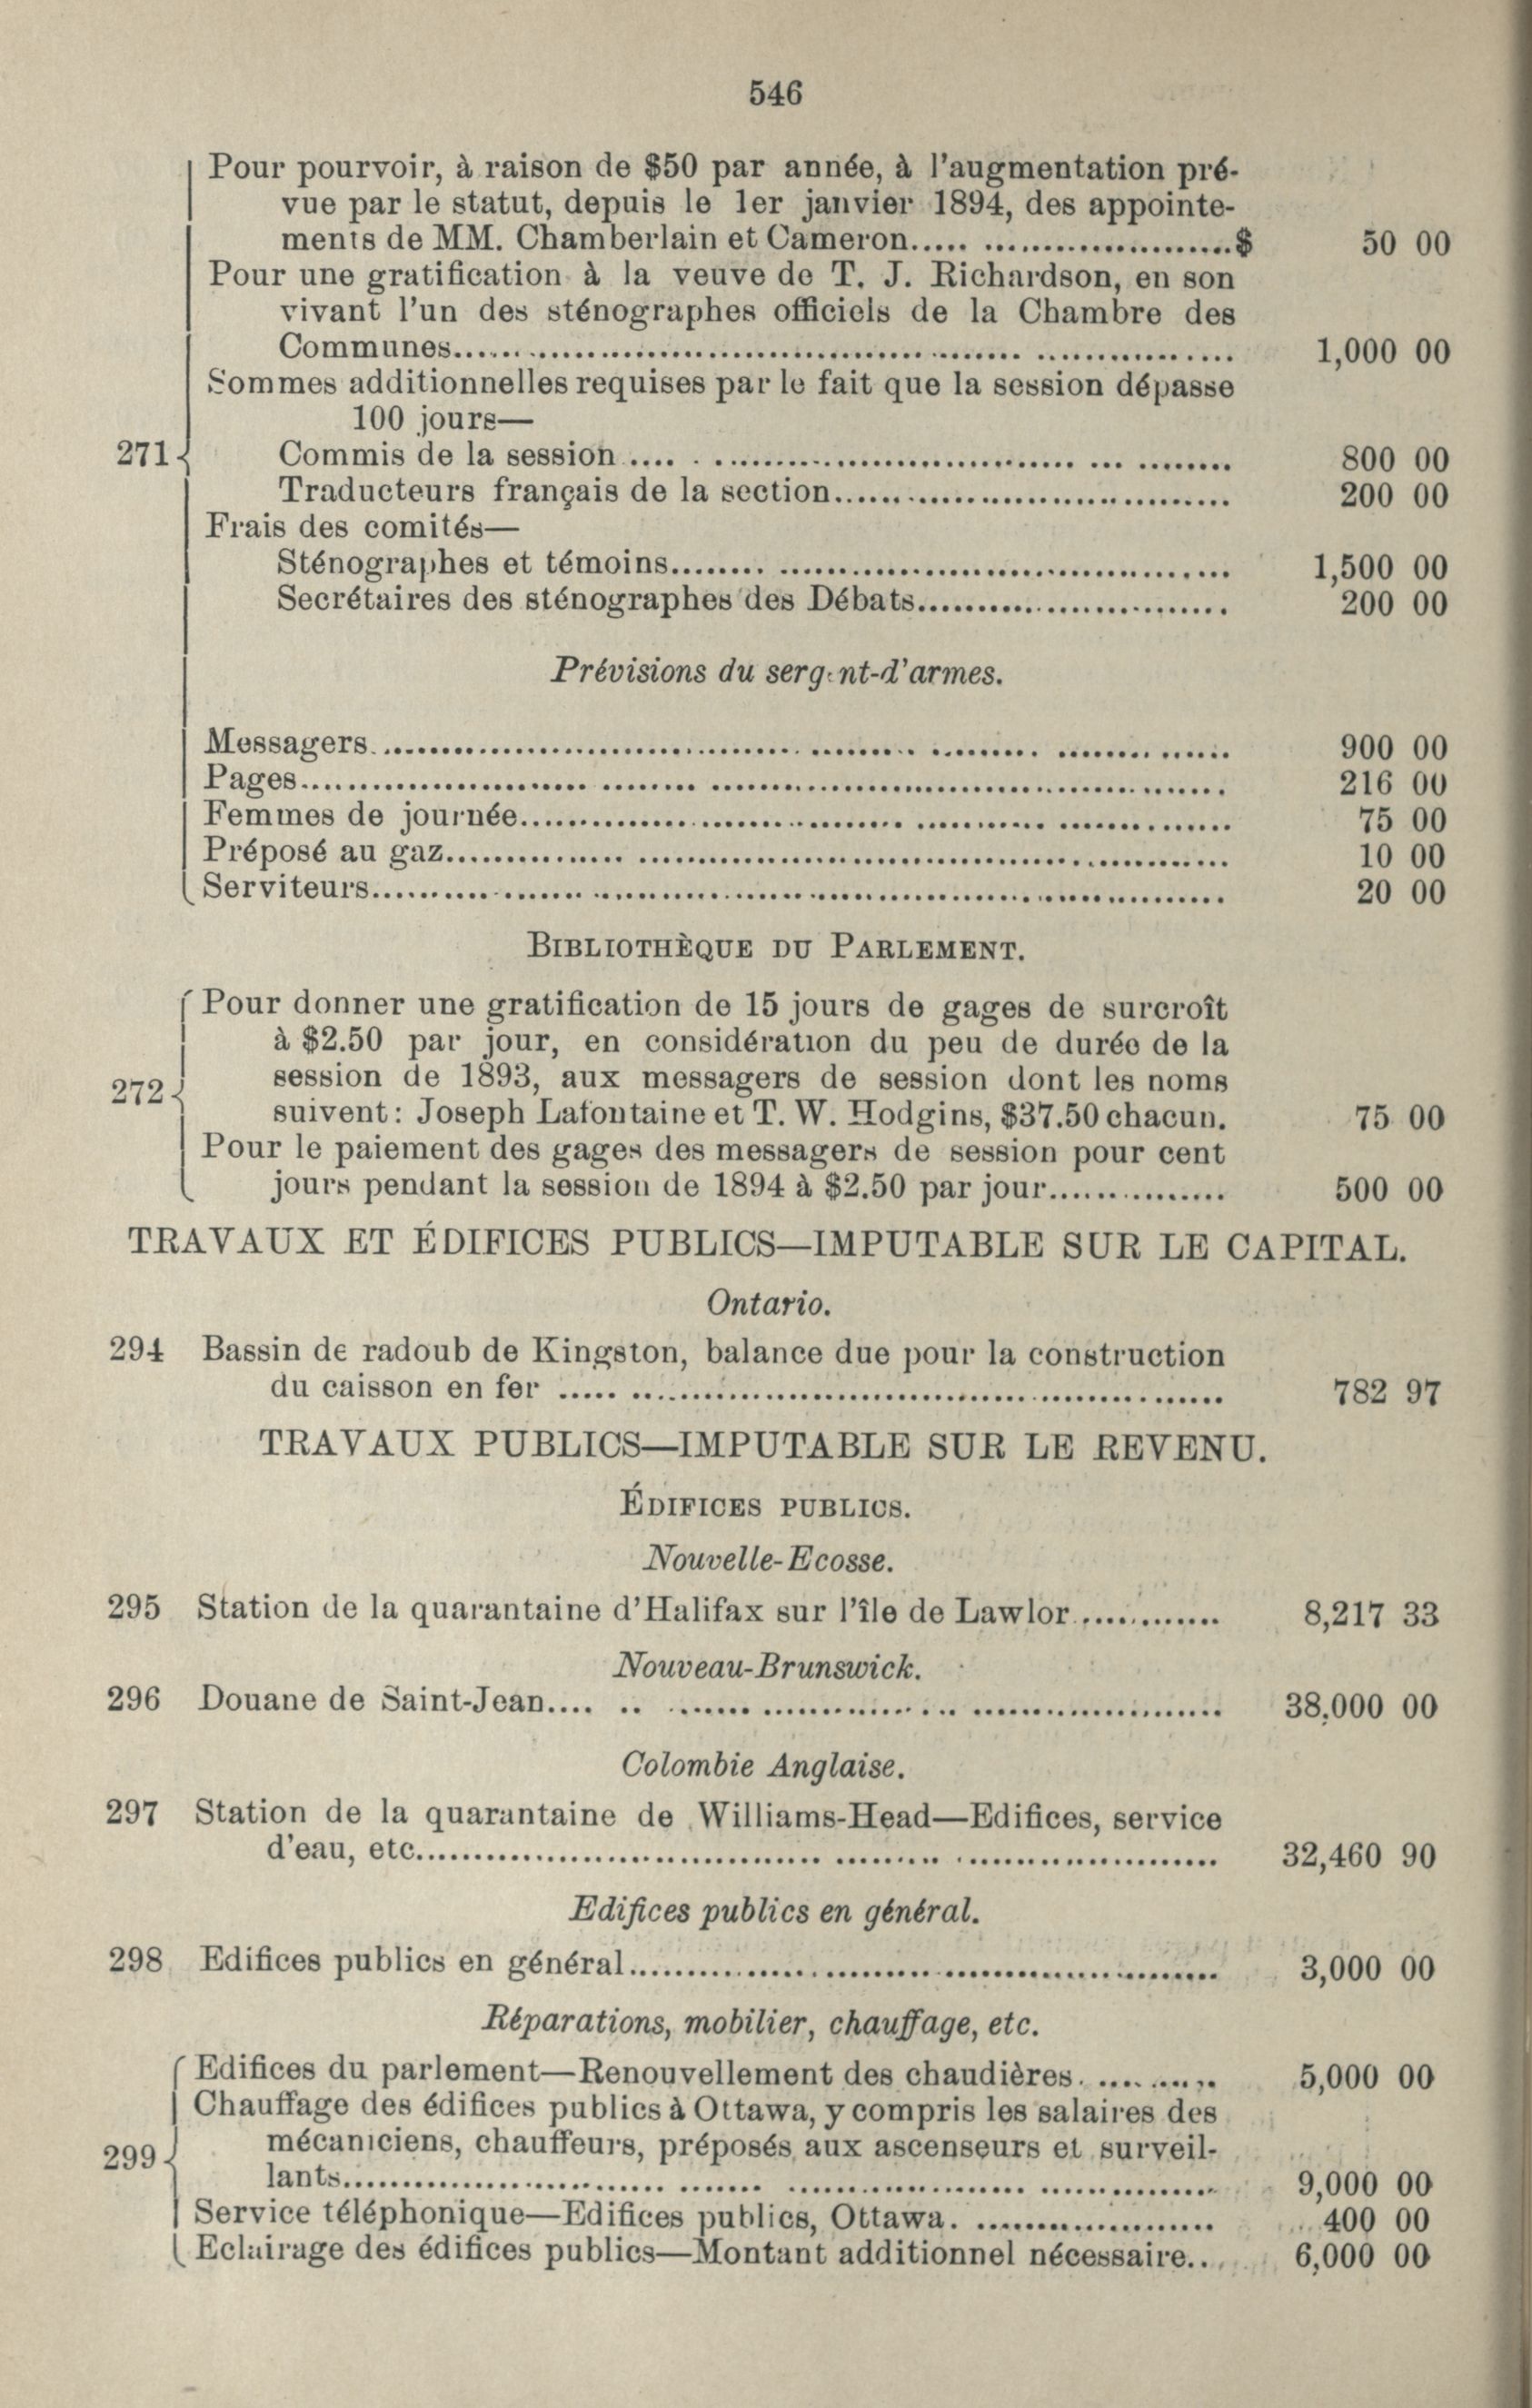 546
Pour pourvoir, à raison de $50 par année, à l'augmentation pré-
vue par le statut, depuis le 1er janvier 1894, des appointe-
ments de MM. Chamberlain et Cameron...... ........................$ 50 00
Pour une gratification à la veuve de T. J. Richardson, en son
vivant l'un des sténographes officiels de la Chambre des
Communes.................................................................. 1,000 00
Sommes additionnelles requises par le fait que la session dépasse
100 jours—
271 Commis de la session .................................................. 800 00
Traducteurs français de la section.................................. 200 00
Frais des comités—
Sténographes et témoins................................................ 1,500 00
Secrétaires des sténographes des Débats........................... 200 00
Prévisions du sergent-d'armes.
Messagers.................................................................. 900 00
Pages........................................................................ 216 00
Femmes de journée........................................................ 75 00
Préposé au gaz............................................................ 10 00
Serviteurs.................................................................. 20 00
BIBLIOTHÈQUE DU PARLEMENT.
Pour donner une gratification de 15 jours de gages de surcroît
à $2.50 par jour, en considération du peu de durée de la
272 session de 1893, aux messagers de session dont les noms
suivent: Joseph Lafontaine et T. W. Hodgins, $37.50 chacun. 75 00
Pour le paiement des gages des messagers de session pour cent
jours pendant la session de 1894 à $2.50 par jour............... 500 00
TRAVAUX ET ÉDIFICES PUBLICS—IMPUTABLE SUR LE CAPITAL.
Ontario.
294 Bassin de radoub de Kingston, balance due pour la construction
du caisson en fer ........................................................ 782 97
TRAVAUX PUBLICS—IMPUTABLE SUR LE REVENU.
ÉDIFICES PUBLICS.
Nouvelle-Ecosse.
295 Station de la quarantaine d'Halifax sur l'île de Lawlor............. 8,217 33
Nouveau-Brunswick.
296 Douane de Saint-Jean.................................................... 38,000 00
Colombie Anglaise.
297 Station de la quarantaine de Williams-Head—Edifices, service
d'eau, etc.................................................................. 32,460 90
Edifices publics en général.
298 Edifices publics en général............................................ 3,000 00
Réparations, mobilier, chauffage, etc.
Edifices du parlement—Renouvellement des chaudières............ 5,000 00
Chauffage des édifices publics à Ottawa, y compris les salaires des
299 mécaniciens, chauffeurs, préposés aux ascenseurs et surveil-
lants........................................................................ 9,000 00
Service téléphonique—Edifices publics, Ottawa. .................. 400 00
Eclairage des édifices publics—Montant additionnel nécessaire... 6,000 00